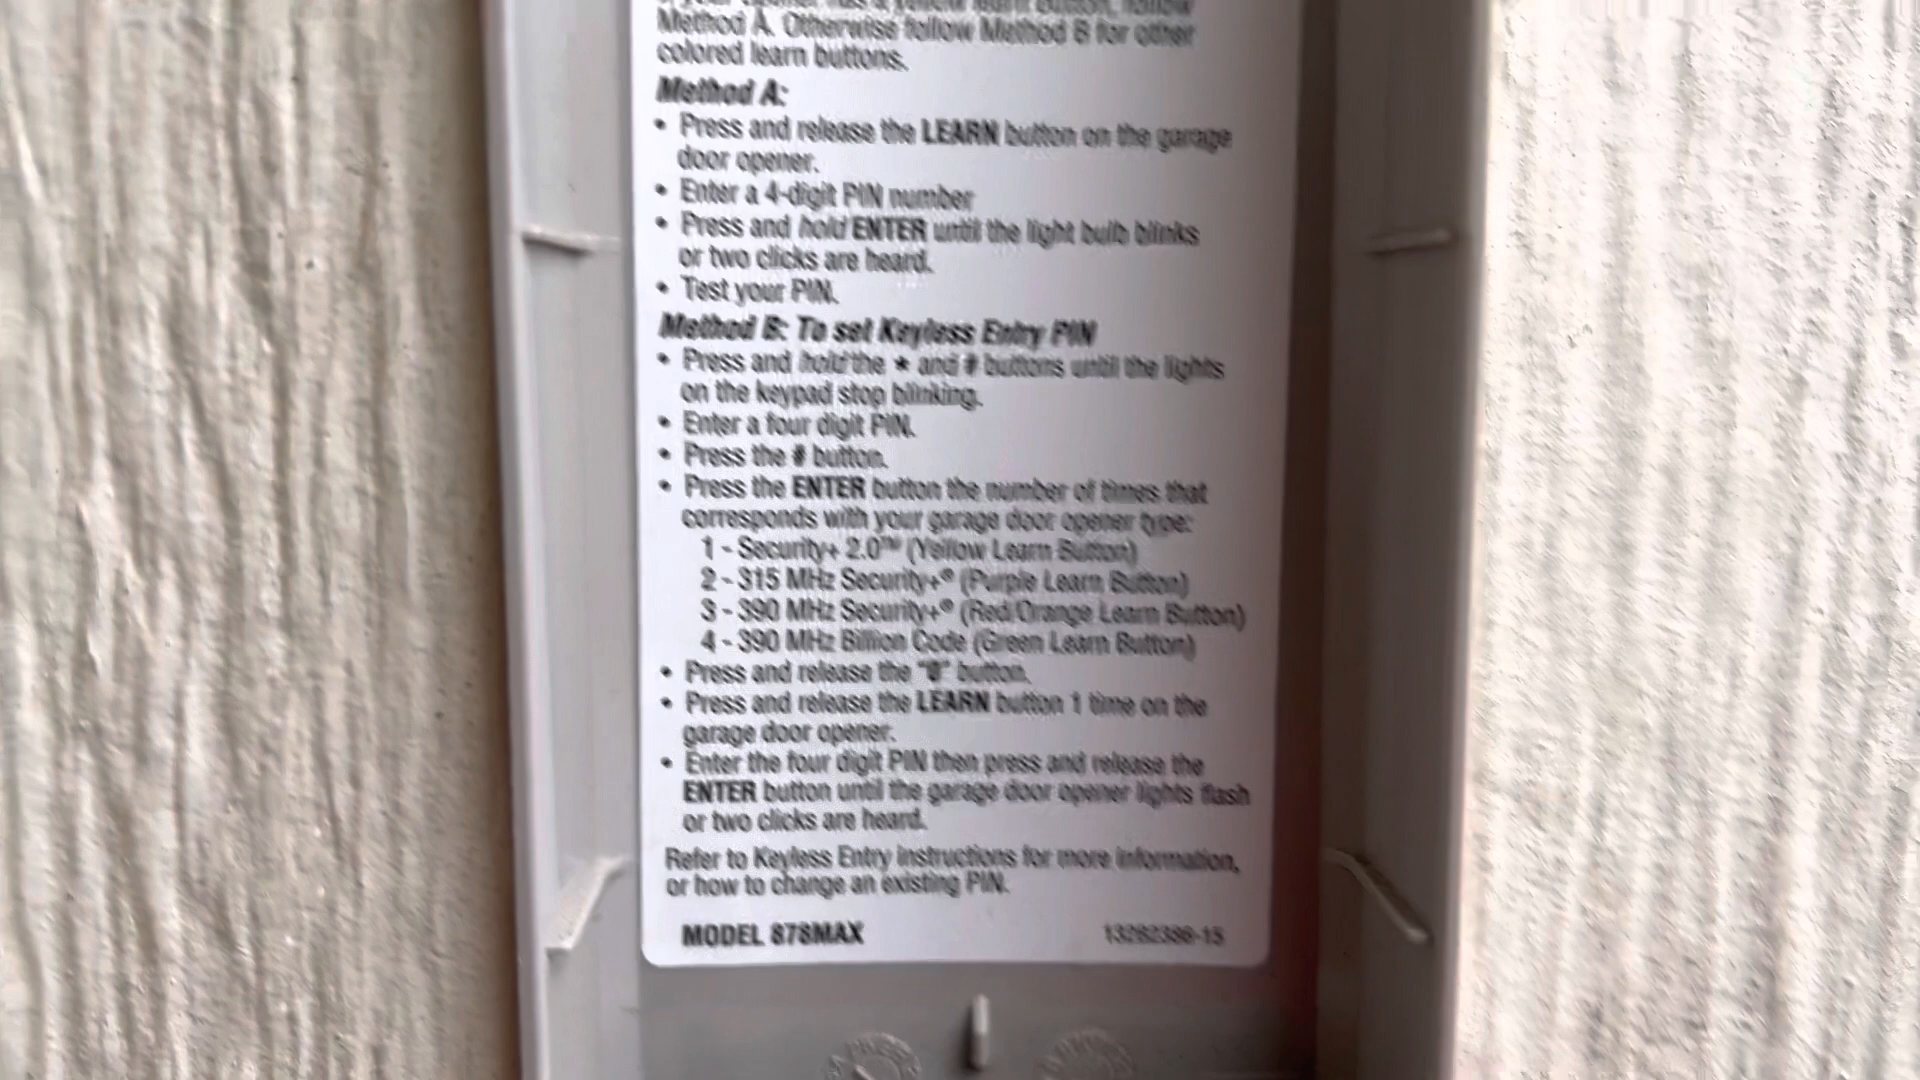 your opener has a yellow learn button, follow
Method A. Otherwise follow Method B for other
colored learn buttons.
Method A:
• Press and release the LEARN button on the garage
door opener.
• Enter a 4-digit PIN number
• Press and hold ENTER until the light bulb blinks
or two clicks are heard.
• Test your PIN.
Method B: To set Keyless Entry PIN
• Press and hold the * and # buttons until the lights
on the keypad stop blinking.
• Enter a four digit PIN.
• Press the # button.
• Press the ENTER button the number of times that
corresponds with your garage door opener type:
1 - Security+ 2.0™ (Yellow Learn Button)
2 - 315 MHz Security+® (Purple Learn Button)
3 - 390 MHz Security+® (Red/Orange Learn Button)
4 - 390 MHz Billion Code (Green Learn Button)
• Press and release the button.
• Press and release the LEARN button 1 time on the
garage door opener.
• Enter the four digit PIN then press and release the
ENTER button until the garage door opener lights flash
or two clicks are heard.
Refer to Keyless Entry instructions for more information,
or how to change an existing PIN.
MODEL 878MAX